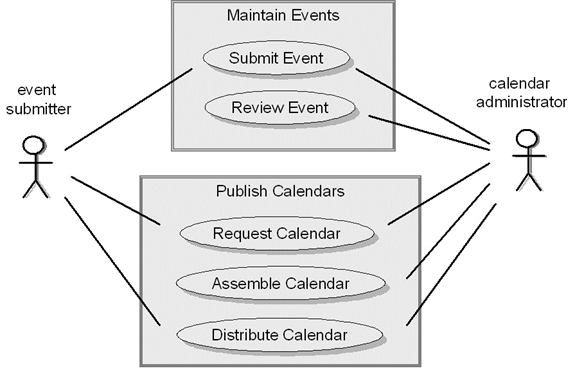 Maintain Events
Submit Event
Review Event
event
submitter
calendar
administrator
Publish Calendars
Request Calendar
Assemble Calendar
Distribute Calendar